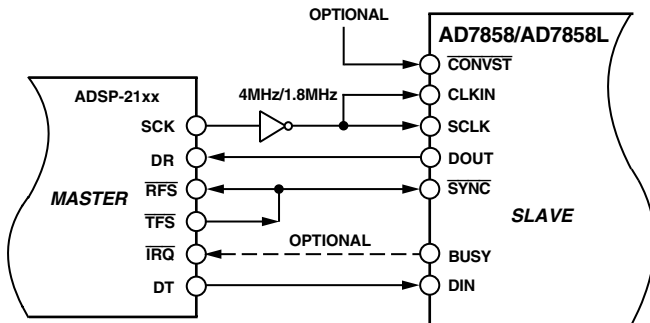 OPTIONAL
AD7858/AD7858L
CONVST
ADSP-21xx
4MHz/1.8MHz
CLKIN
SCK
SCLK
DR
DOUT
MASTER
RFS
SYNC
SLAVE
TFS
OPTIONAL
IRQ
BUSY
DT
DIN